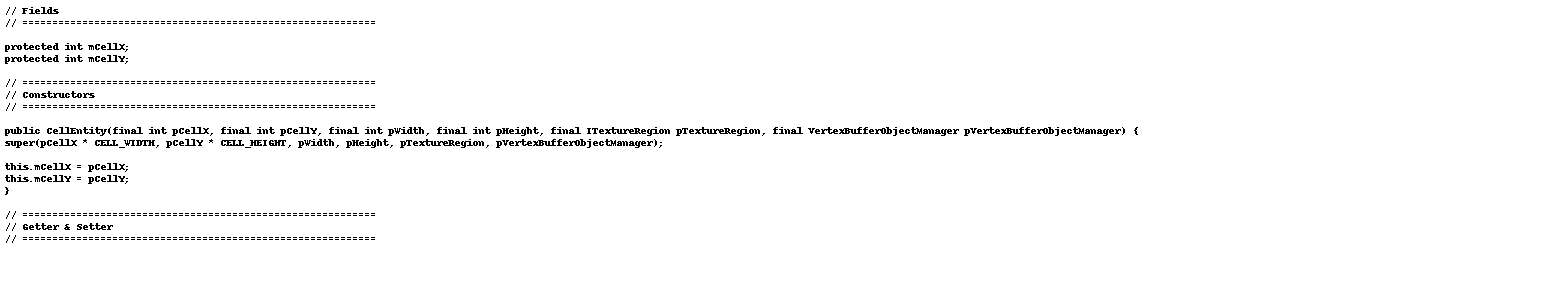 // Fields
// ===========================================================
protected int mCellX;
protected int mCellY;
// ===========================================================
// Constructors
// ===========================================================
public CellEntity(final int pCellX, final int pCellY, final int pWidth, final int pHeight, final ITextureRegion pTextureRegion, final VertexBufferObjectManager pVertexBufferObjectManager) {
super(pCellX * CELL_WIDTH, pCellY * CELL_HEIGHT, pWidth, pHeight, pTextureRegion, pVertexBufferObjectManager);
this.mCellX = pCellX;
this.mCellY = pCellY;
}
// ===========================================================
// Getter & Setter
// ===========================================================